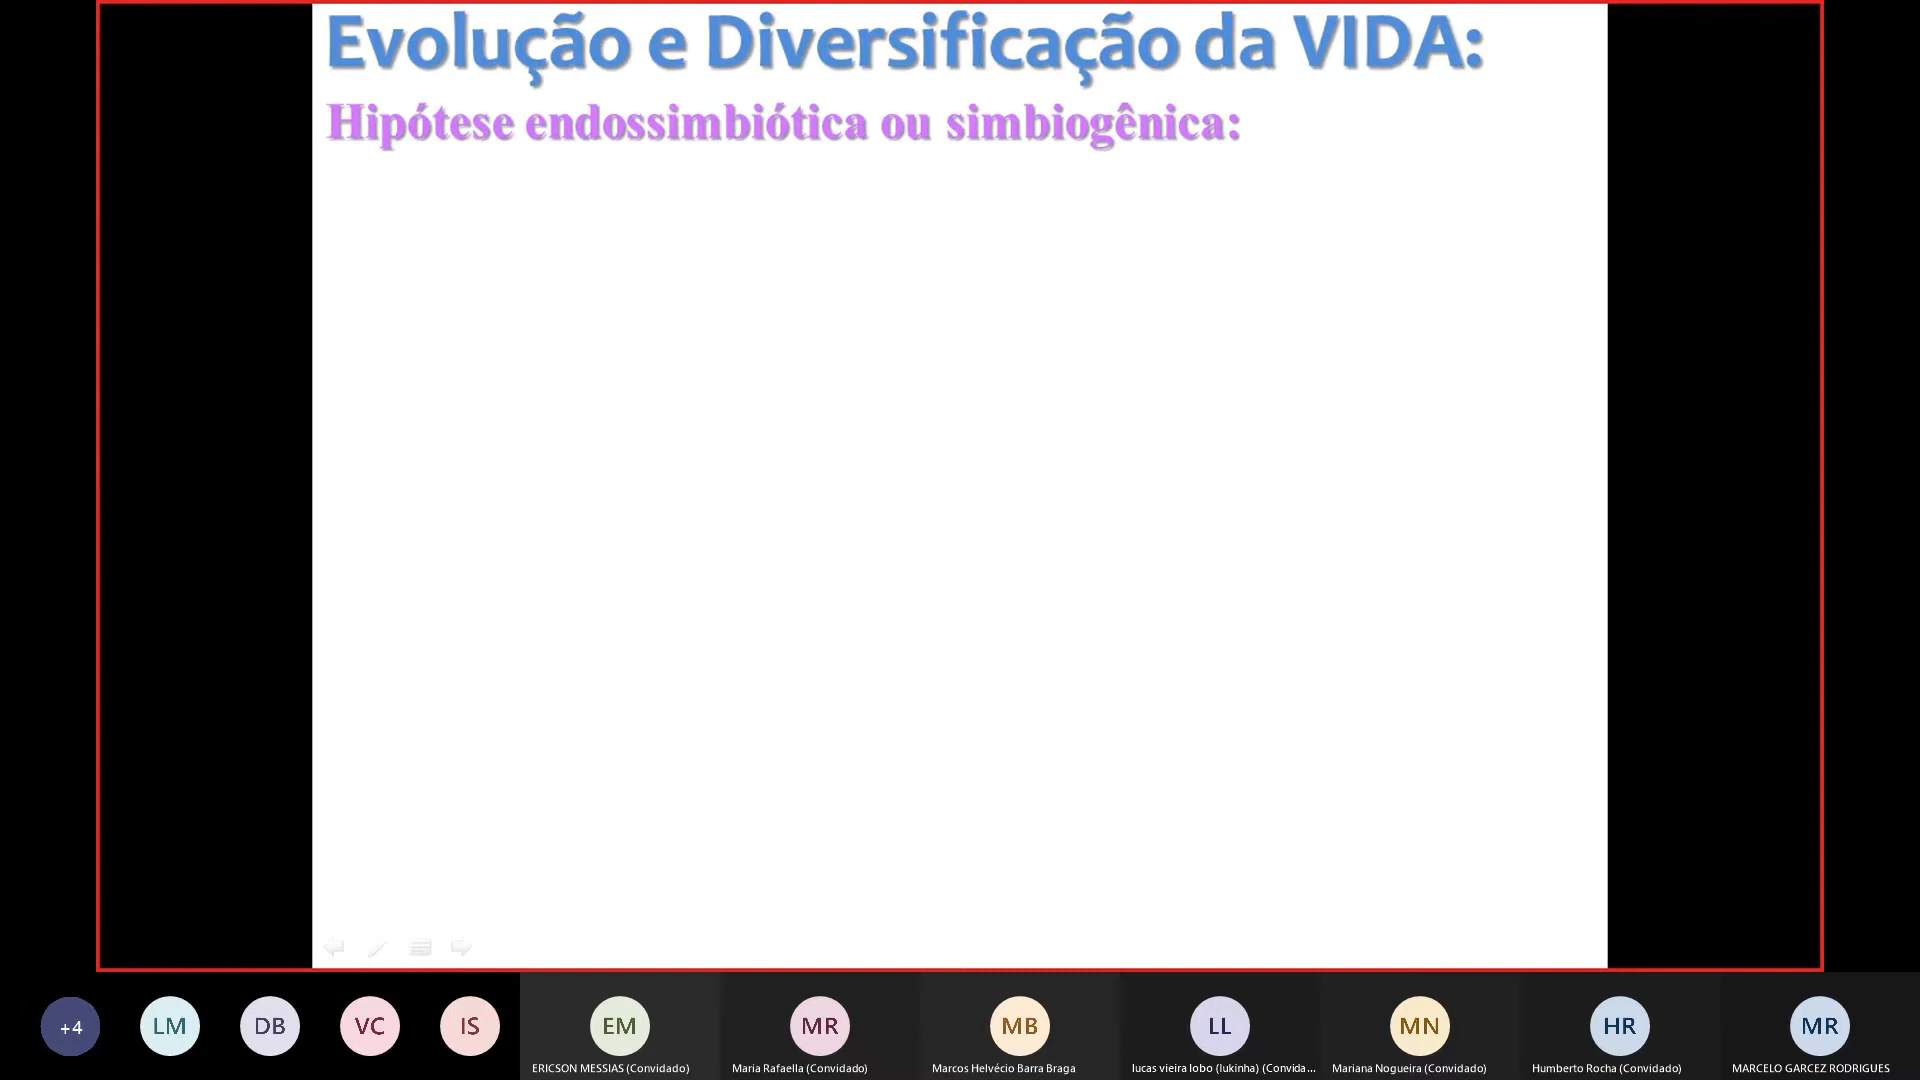 Evolução e Diversificação da VIDA:
Hipótese endossimbiótica ou simbiogênica:
+4
LM
DB
VC
IS
EM
MR
MB
LL
MN
HR
MR
ERICSON MESSIAS (Convidado)
Maria Rafaella (Convidado)
Marcos Helvécio Barra Braga
lucas vieira lobo (lukinha) (Convida...
Mariana Nogueira (Convidado)
Humberto Rocha (Convidado)
MARCELO GARCEZ RODRIGUES